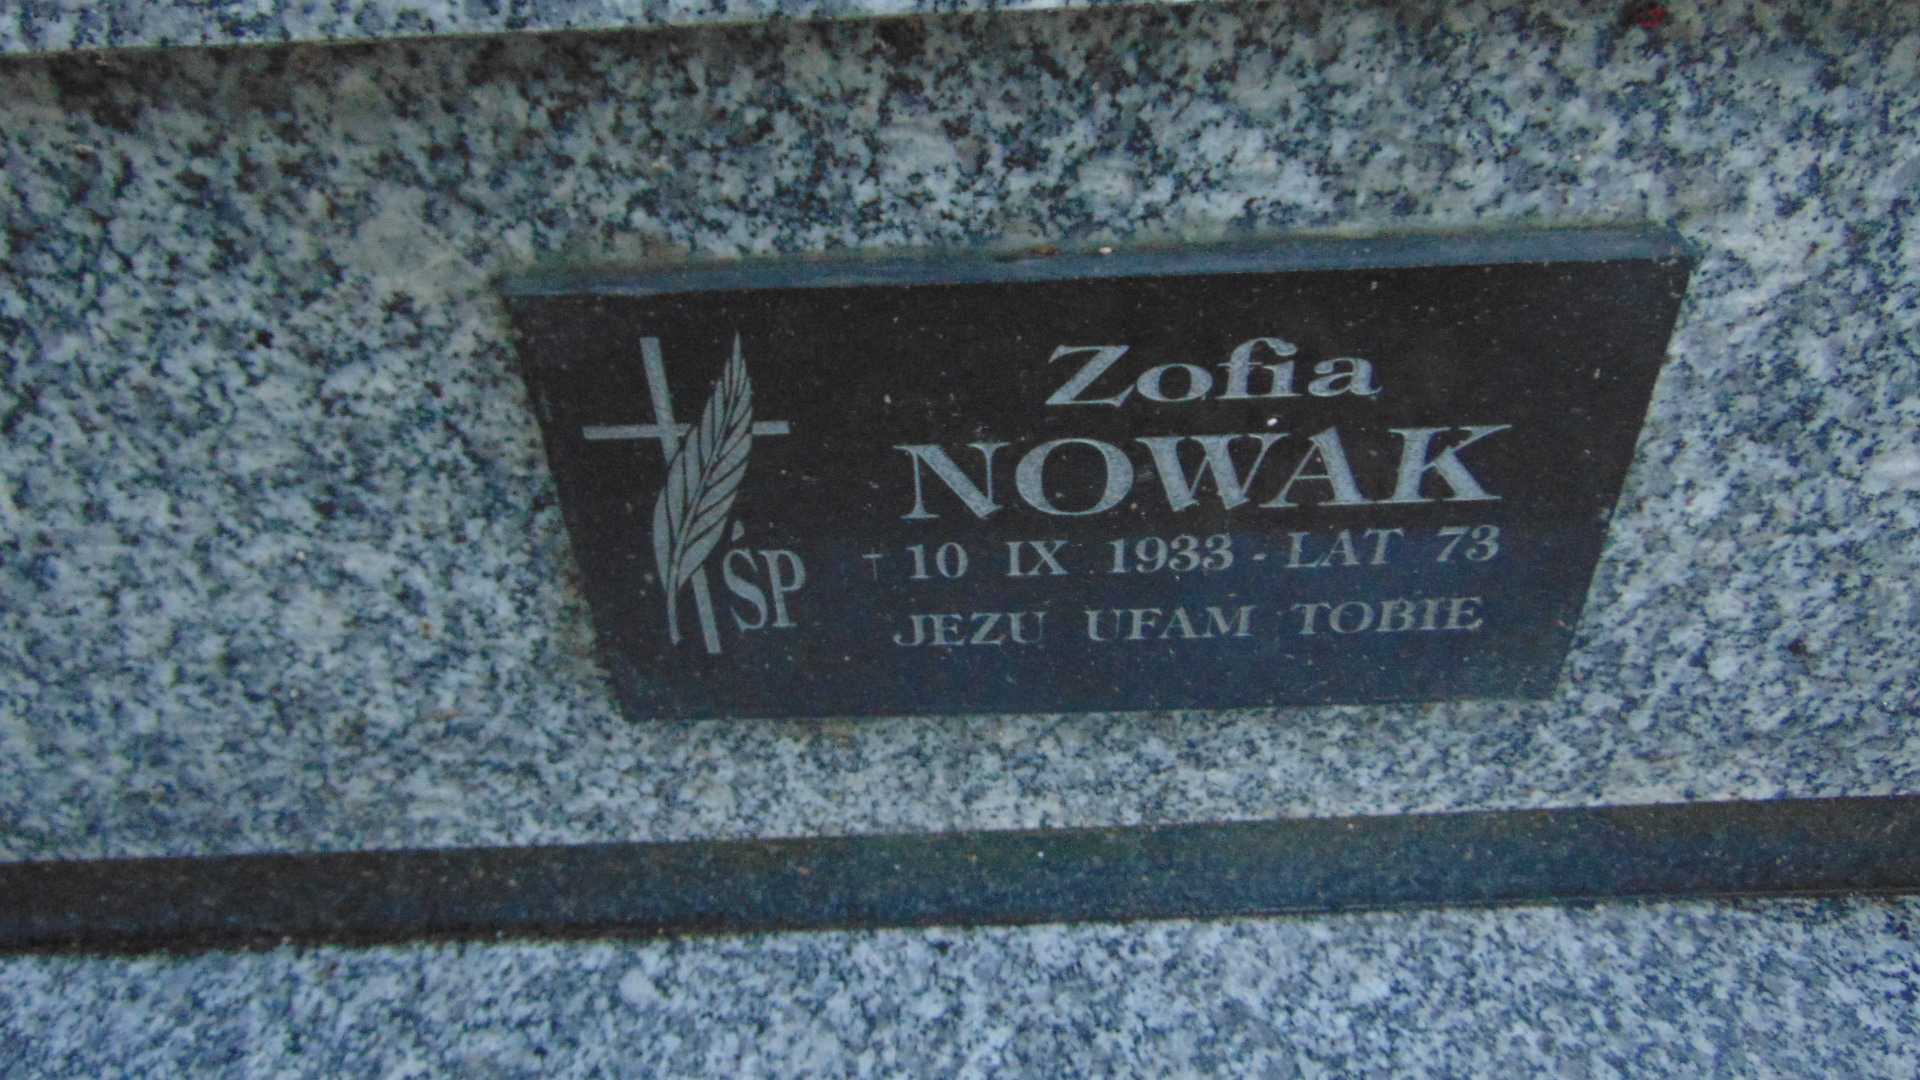 Zofia
NOWAK
ŚP
† 10 IX 1933 - LAT 73
JEZU UFAM TOBIE